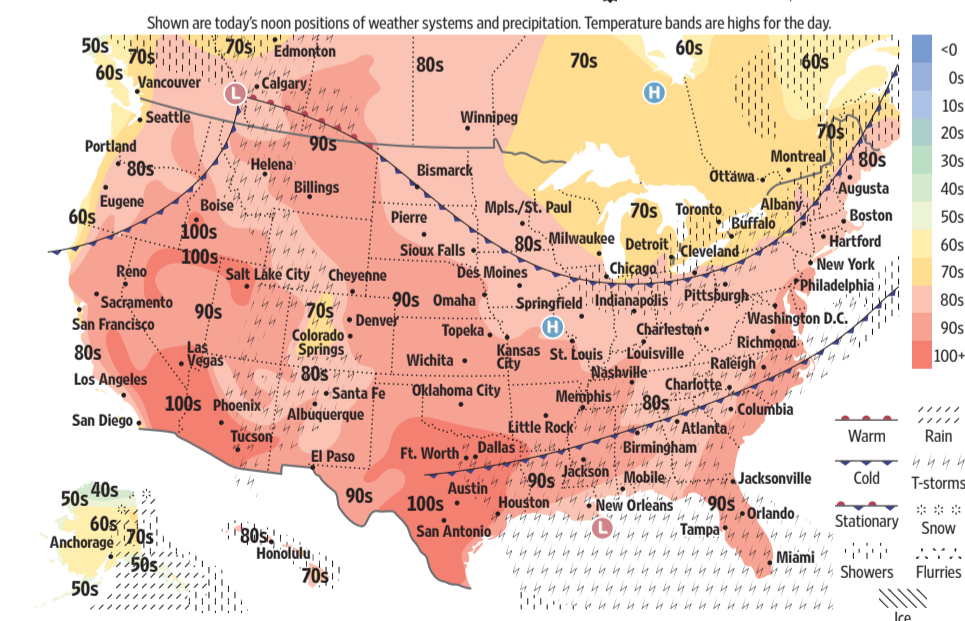 Shown are today's noon positions of weather systems and precipitation. Temperature bands are highs for the day.
50s
70s
70s
Edmonton
80s
70s
60s
60s
60s
Vancouver
L
Calgary
H
Seattle
Winnipeg
90s
70s
Portland
80s
Helena
Billings
Bismarck
Montreal
Ottawa
80s
Augusta
Eugene
60s
Boise
100s
Pierre
Mpls./St. Paul
70s
Toronto
Albany
Buffalo
Boston
Sioux Falls
80s
Milwaukee
Detroit
Cleveland
Hartford
100s
Reno
Salt Lake City
Cheyenne
Des Moines
Chicago
New York
Sacramento
90s
70s
90s
Omaha
Springfield
Indianapolis
Pittsburgh
Philadelphia
San Francisco
Denver
Colorado
Springs
Topeka
H
Charleston
Washington D.C.
Richmond
80s
Las
Vegas
Wichita
Kansas
City
St. Louis
Louisville
Raleigh
Los Angeles
80s
Nashville
100s
Phoenix
Santa Fe
Albuquerque
Oklahoma City
Memphis
80s
Charlotte
San Diego
Tucson
Little Rock
Columbia
Atlanta
Birmingham
El Paso
Ft. Worth
Dallas
Jackson
90s
Mobile
Jacksonville
90s
100s
Austin
Houston
New Orleans
90s
Orlando
San Antonio
L
Tampa
Miami
50s
40s
60s
Anchorage
70s
50s
50s
80s
Honolulu
70s
<0
0s
10s
20s
30s
40s
50s
60s
70s
80s
90s
100+
Warm
Rain
Cold
T-storms
Stationary
Snow
Showers
Flurries
Ice